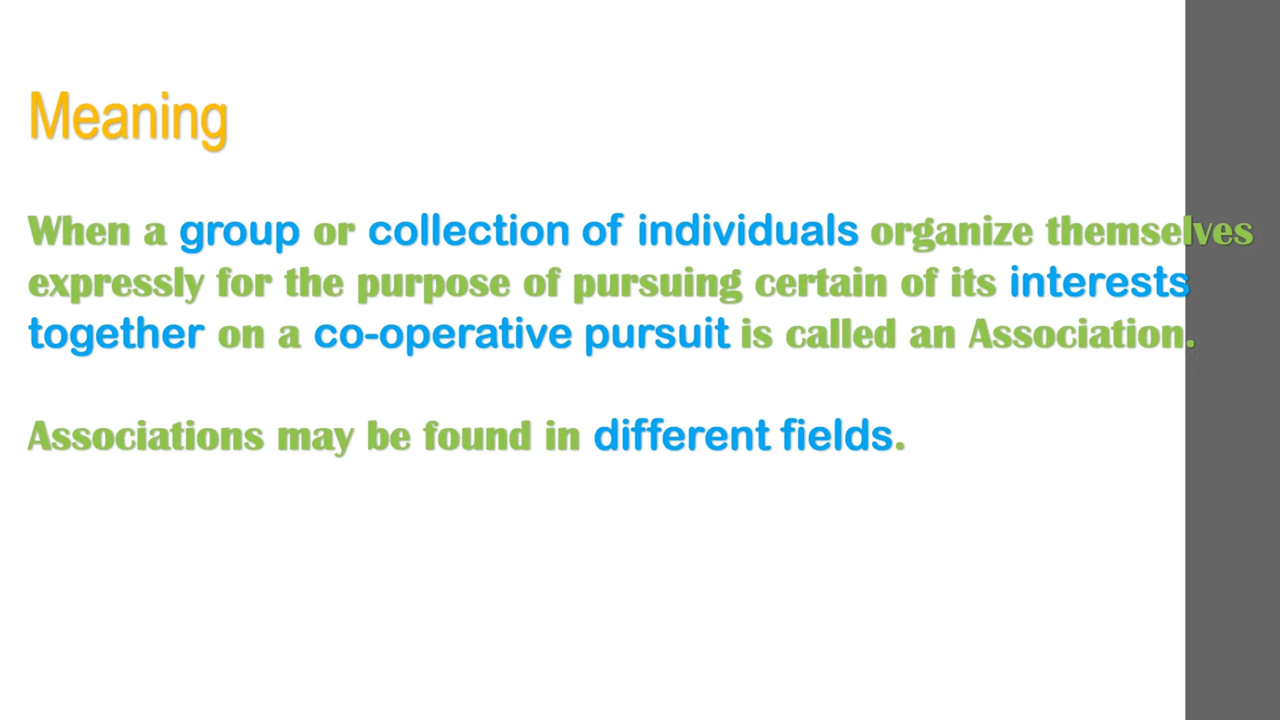 Meaning
When a group or collection of individuals organize themselves
expressly for the purpose of pursuing certain of its interests
together on a co-operative pursuit is called an Association.
Associations may be found in different fields.